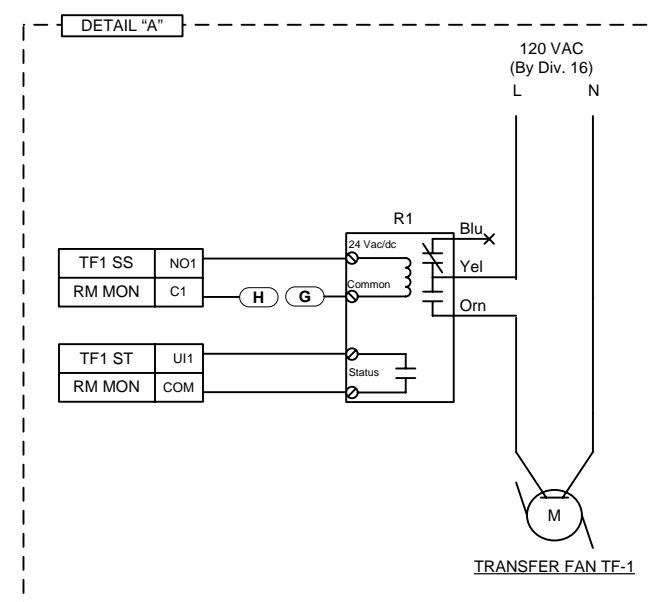 DETAIL “A”
120 VAC
(By Div. 16)
L N
R1
24 Vac/dc
Blu
TF1 SS NO1
Yel
RM MON C1
H G
Common
Orn
TF1 ST UI1
Status
RM MON COM
M
TRANSFER FAN TF-1